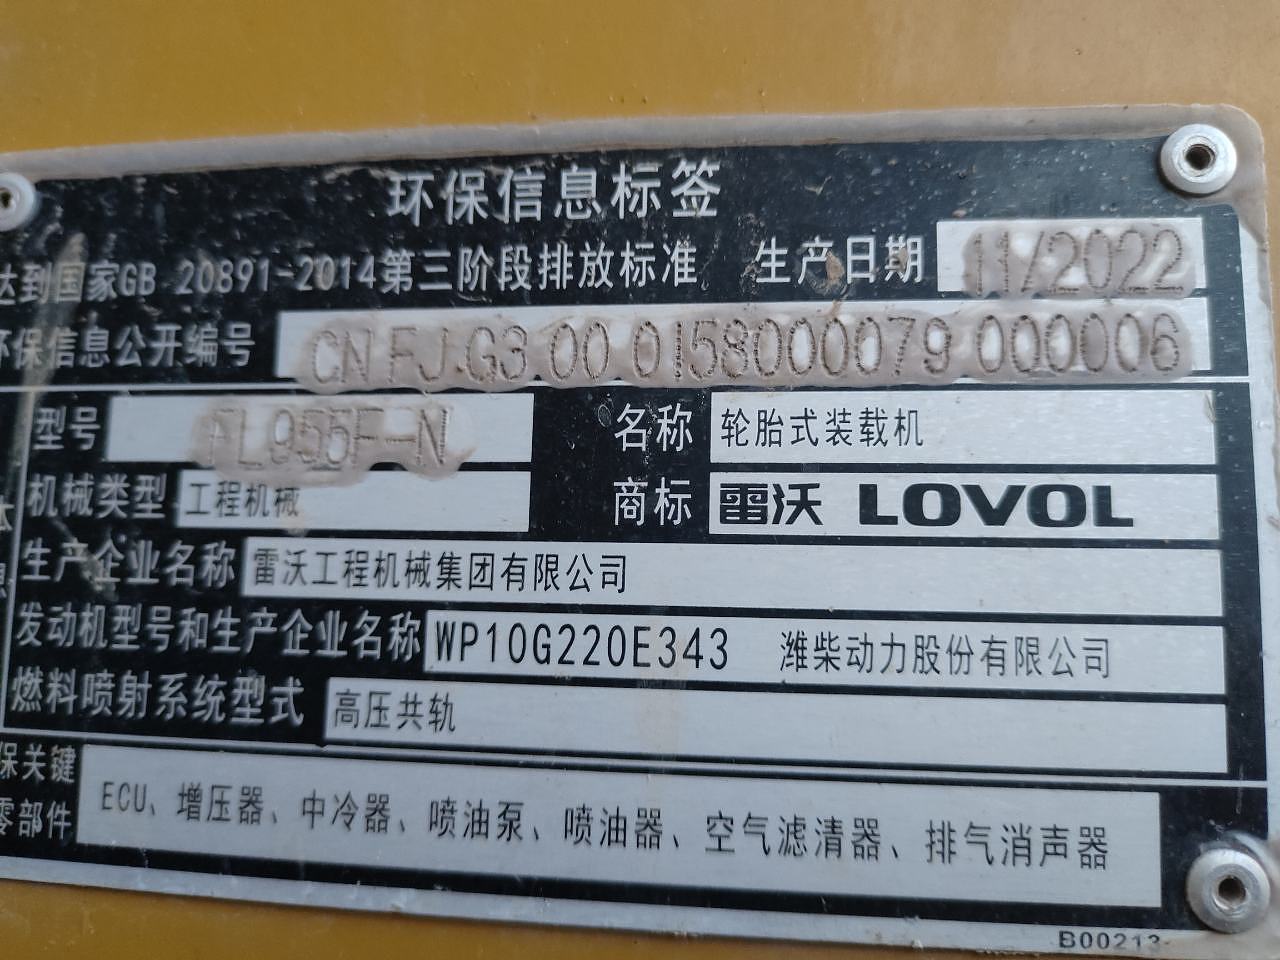 环保信息标签
达到国家GB 20891-2014第三阶段排放标准 生产日期 11/2022
环保信息公开编号 CN FJ G3 00 0158000079 000006
型号 FL955F-N 名称 轮胎式装载机
机械类型 工程机械 商标 雷沃 LOVOL
生产企业名称 雷沃工程机械集团有限公司
发动机型号和生产企业名称 WP10G220E343 潍柴动力股份有限公司
燃料喷射系统型式 高压共轨
保关键
零部件
ECU、增压器、中冷器、喷油泵、喷油器、空气滤清器、排气消声器
B00213